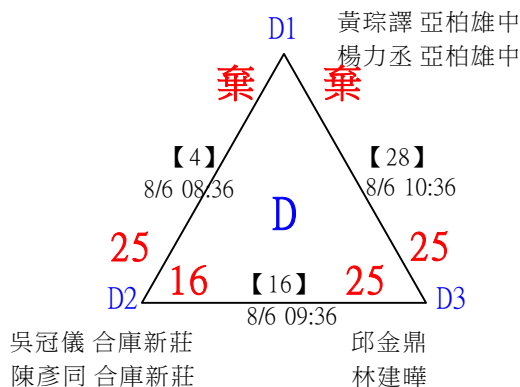 D1
黃琮譯 亞柏雄中
楊力丞 亞柏雄中
棄 棄
【4】
8/6 08:36
【28】
8/6 10:36
D
25 25
16 【16】 25
8/6 09:36
D2 D3
吳冠儀 合庫新莊
陳彥同 合庫新莊
邱金鼎
林建曄